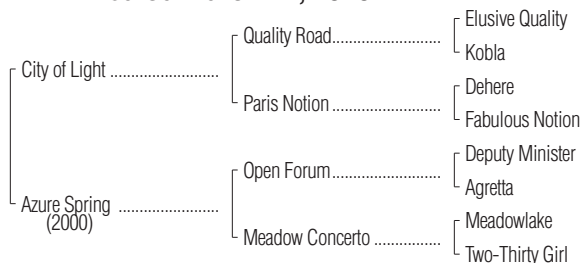 Elusive Quality
Quality Road
Kobla
City of Light
Dehere
Paris Notion
Fabulous Notion
Deputy Minister
Open Forum
Agretta
Azure Spring
(2000)
Meadowlake
Meadow Concerto
Two-Thirty Girl